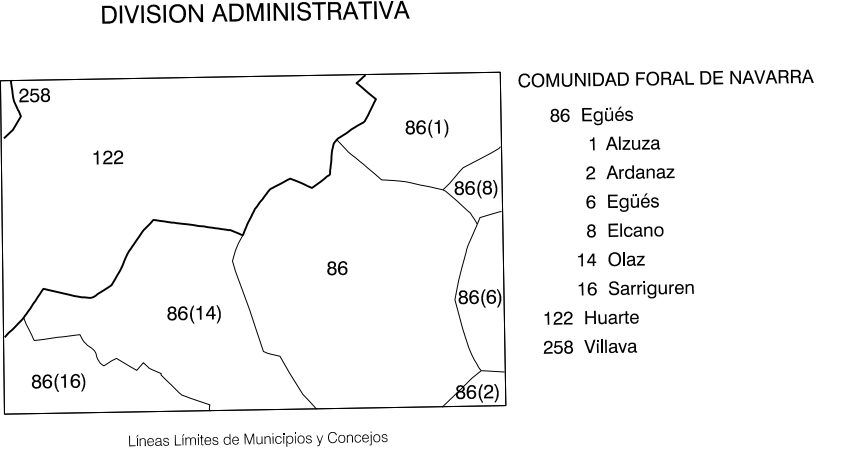 DIVISION ADMINISTRATIVA
258
122
86(1)
86(8)
86
86(6)
86(14)
86(16)
86(2)
COMUNIDAD FORAL DE NAVARRA
86 Egüés
1 Alzuza
2 Ardanaz
6 Egüés
8 Elcano
14 Olaz
16 Sarriguren
122 Huarte
258 Villava
Líneas Límites de Municipios y Concejos